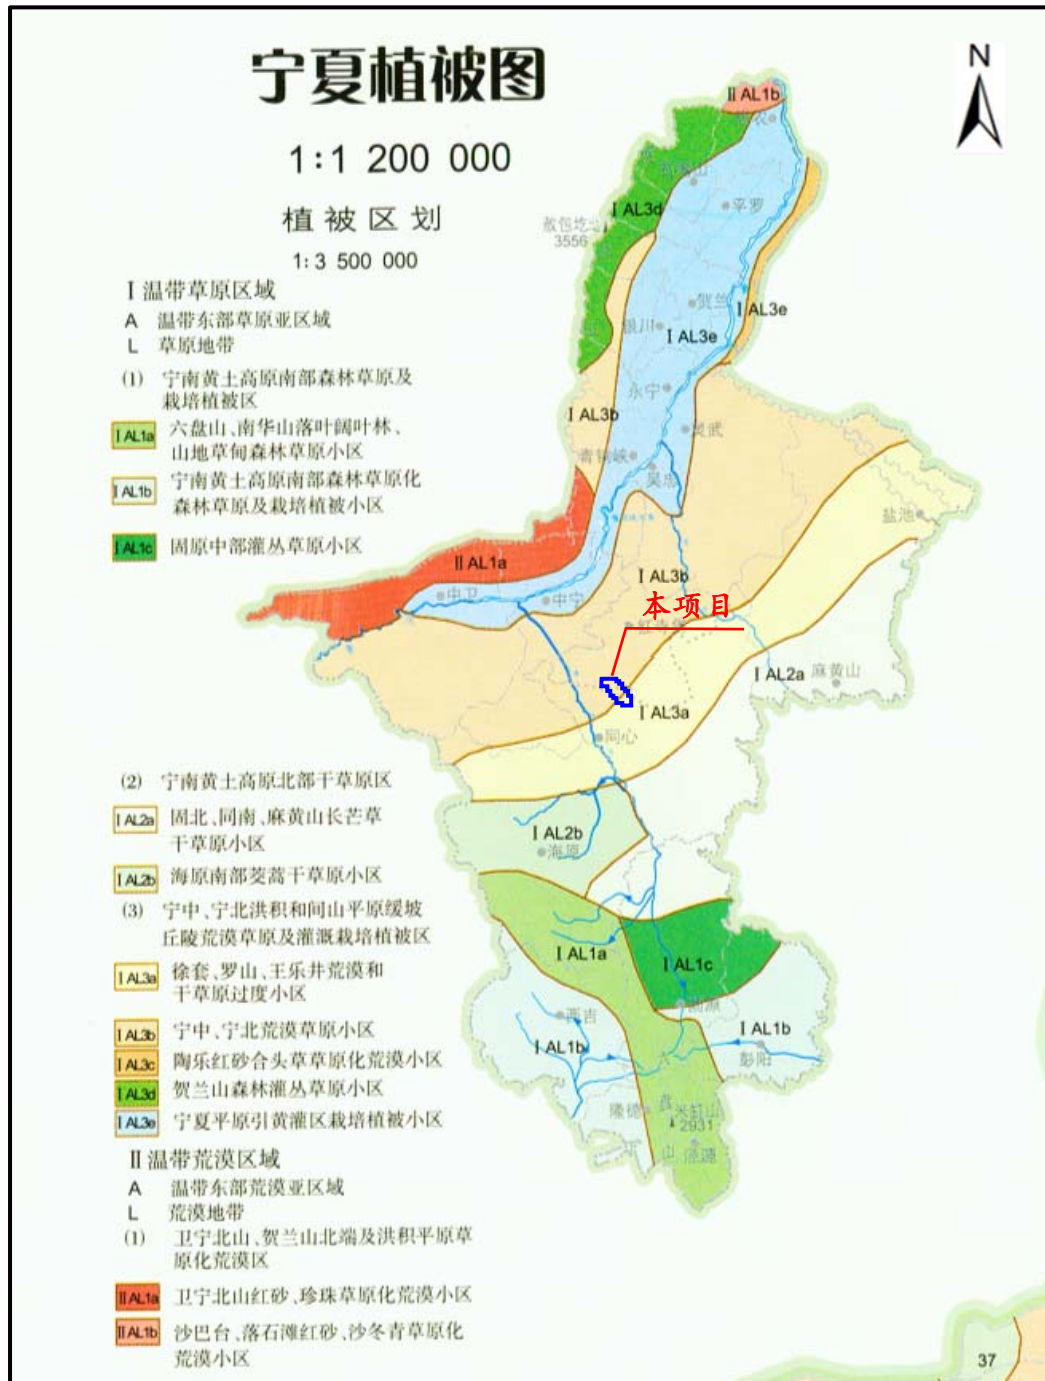 宁夏植被图
1:1 200 000
植被区划
1:3 500 000
N
Ⅰ温带草原区域
A 温带东部草原亚区域
L 草原地带
(1) 宁南黄土高原南部森林草原及
栽培植被区
ⅠAL1a 六盘山、南华山落叶阔叶林、
山地草甸森林草原小区
ⅠAL1b 宁南黄土高原南部森林草原化
森林草原及栽培植被小区
ⅠAL1c 固原中部灌丛草原小区
(2) 宁南黄土高原北部干草原区
ⅠAL2a 固北、同南、麻黄山长芒草
干草原小区
ⅠAL2b 海原南部茭蒿干草原小区
(3) 宁中、宁北洪积和间山平原缓坡
丘陵荒漠草原及灌溉栽培植被区
ⅠAL3a 徐套、罗山、王乐井荒漠和
干草原过度小区
ⅠAL3b 宁中、宁北荒漠草原小区
ⅠAL3c 陶乐红砂合头草草原化荒漠小区
ⅠAL3d 贺兰山森林灌丛草原小区
ⅠAL3e 宁夏平原引黄灌区栽培植被小区
Ⅱ温带荒漠区域
A 温带东部荒漠亚区域
L 荒漠地带
(1) 卫宁北山、贺兰山北端及洪积平原草
原化荒漠区
ⅡAL1a 卫宁北山红砂、珍珠草原化荒漠小区
ⅡAL1b 沙巴台、落石滩红砂、沙冬青草原化
荒漠小区
ⅡAL1b
ⅠAL3d
平罗
敖包圪
3556
贺兰
ⅠAL3e
银川
ⅠAL3e
永宁
ⅠAL3b
灵武
青铜峡
吴忠
盐池
ⅡAL1a
ⅠAL3b
中卫
中宁
本项目
红寺堡
ⅠAL2a
麻黄山
ⅠAL3a
同心
ⅠAL2b
海原
ⅠAL1a
ⅠAL1c
固原
西吉
ⅠAL1b
ⅠAL1b
彭阳
六
盘
山
隆德
米缸山
2931
泾源
37